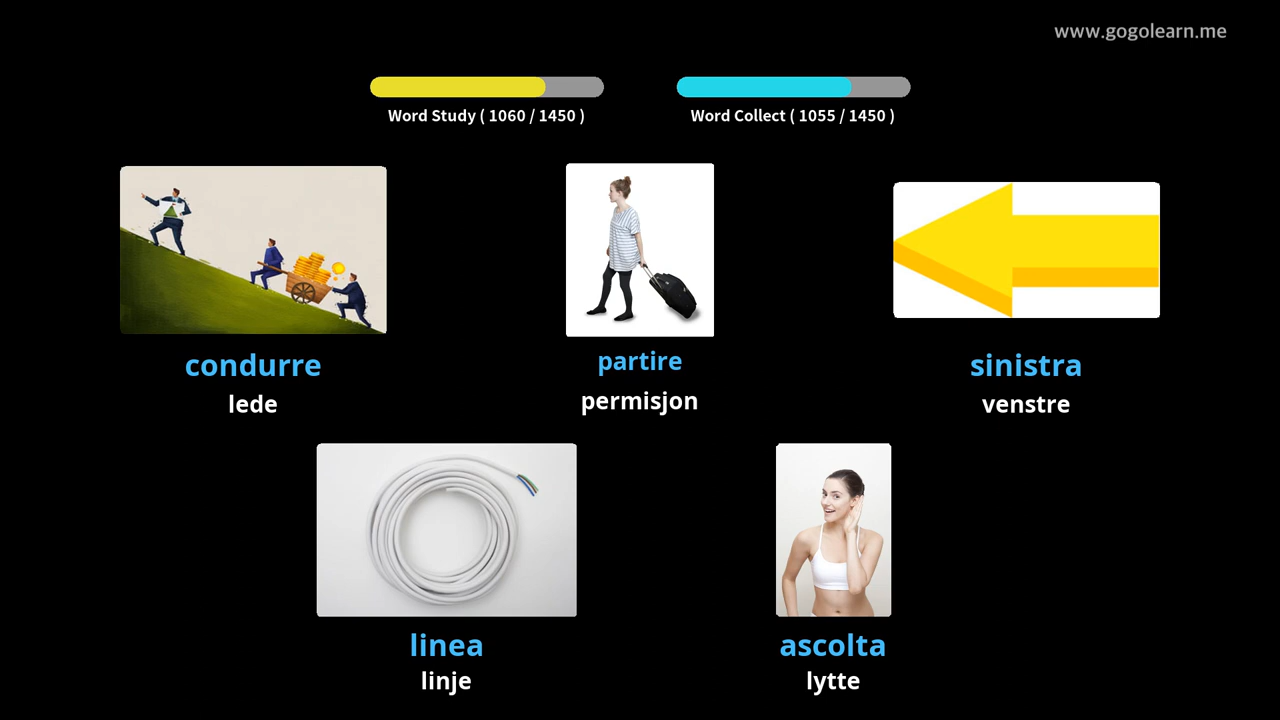 www.gogolearn.me
Word Study ( 1060 / 1450 )
Word Collect ( 1055 / 1450 )
condurre
lede
partire
permisjon
sinistra
venstre
linea
linje
ascolta
lytte